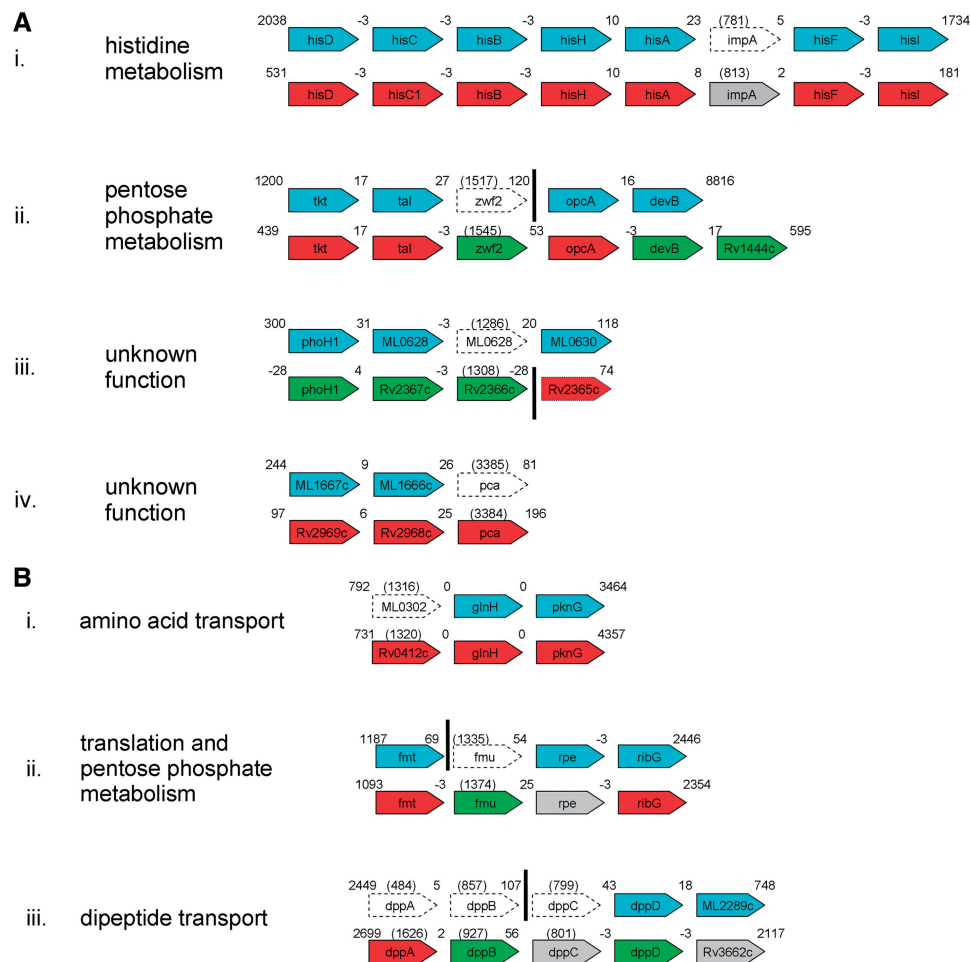 A
i. histidine metabolism
2038 -3 -3 -3 10 23 (781) 5 -3 1734
hisD hisC hisB hisH hisA impA hisF hisI
531 -3 -3 -3 10 8 (813) 2 -3 181
hisD hisC1 hisB hisH hisA impA hisF hisI
ii. pentose phosphate metabolism
1200 17 27 (1517) 120 16 8816
tkt tal zwf2 opcA devB
439 17 -3 (1545) 53 -3 17 595
tkt tal zwf2 opcA devB Rv1444c
iii. unknown function
300 31 -3 (1286) 20 118
phoH1 ML0628 ML0628 ML0630
-28 4 -3 (1308) -28 74
phoH1 Rv2367c Rv2366c Rv2365c
iv. unknown function
244 9 26 (3385) 81
ML1667c ML1666c pca
97 6 25 (3384) 196
Rv2969c Rv2968c pca
B
i. amino acid transport
792 (1316) 0 0 3464
ML0302 glnH pknG
731 (1320) 0 0 4357
Rv0412c glnH pknG
ii. translation and pentose phosphate metabolism
1187 69 (1335) 54 -3 2446
fmt fmu rpe ribG
1093 -3 (1374) 25 -3 2354
fmt fmu rpe ribG
iii. dipeptide transport
2449 (484) 5 (857) 107 (799) 43 18 748
dppA dppB dppC dppD ML2289c
2699 (1626) 2 (927) 56 (801) -3 -3 2117
dppA dppB dppC dppD Rv3662c